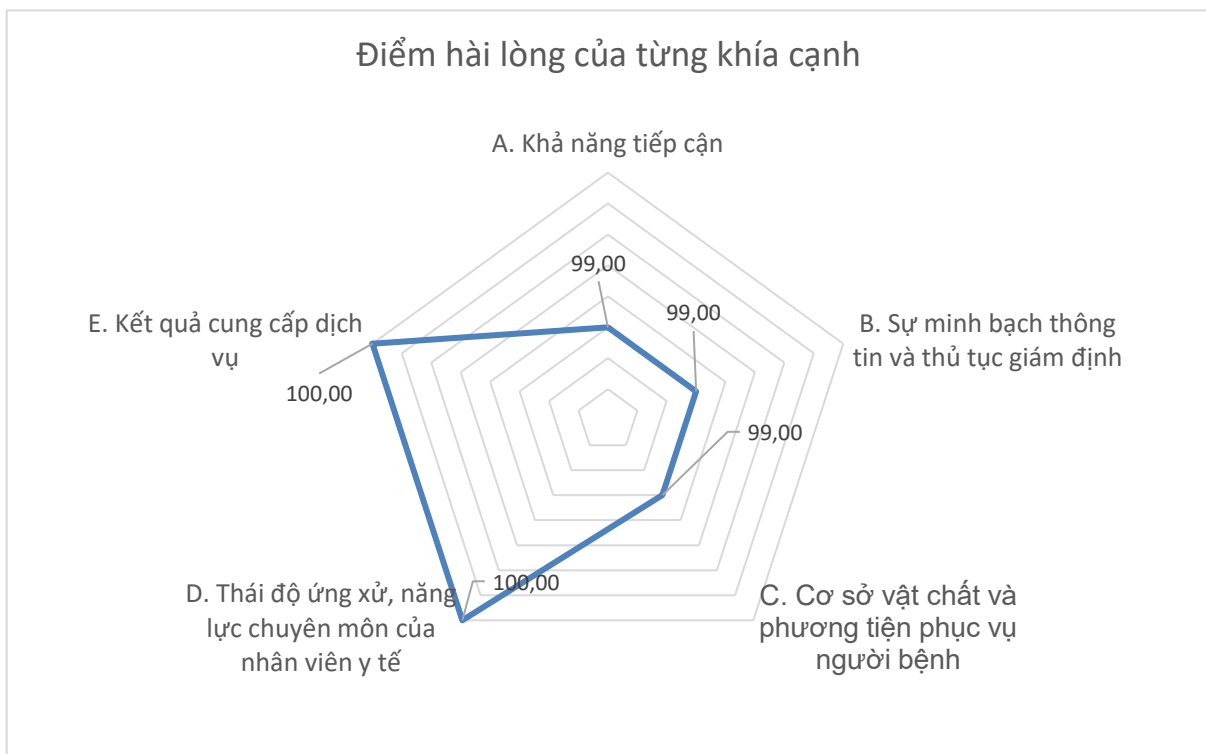 Điểm hài lòng của từng khía cạnh
A. Khả năng tiếp cận
99,00
99,00
B. Sự minh bạch thông
tin và thủ tục giám định
99,00
C. Cơ sở vật chất và
phương tiện phục vụ
người bệnh
100,00
D. Thái độ ứng xử, năng
lực chuyên môn của
nhân viên y tế
E. Kết quả cung cấp dịch
vụ
100,00